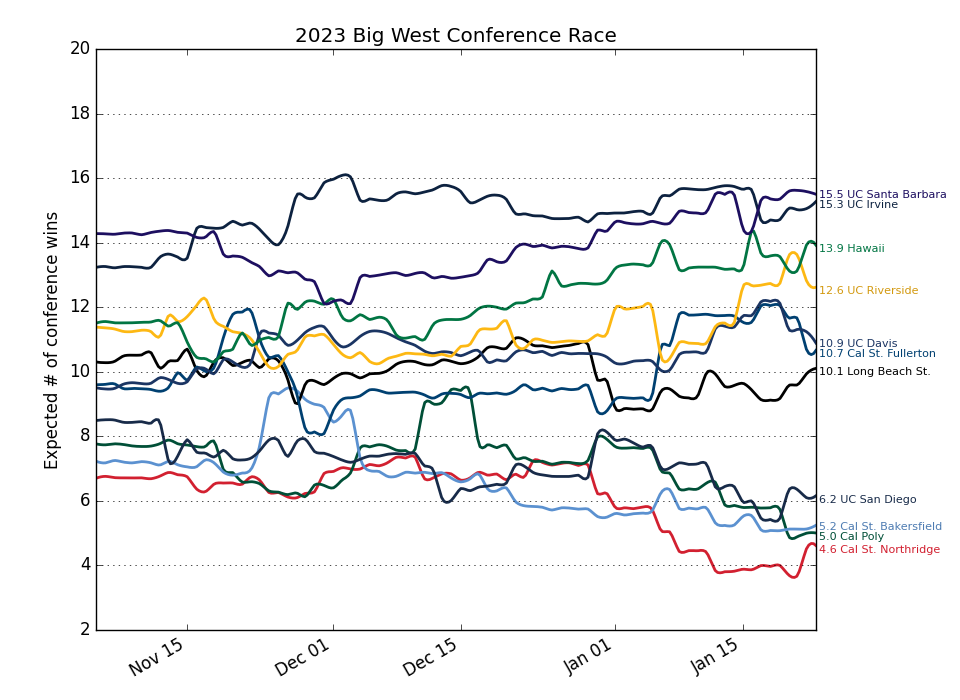 2023 Big West Conference Race
Expected # of conference wins
20
18
16
14
12
10
8
6
4
2
Nov 15
Dec 01
Dec 15
Jan 01
Jan 15
15.5 UC Santa Barbara
15.3 UC Irvine
13.9 Hawaii
12.6 UC Riverside
10.9 UC Davis
10.7 Cal St. Fullerton
10.1 Long Beach St.
6.2 UC San Diego
5.2 Cal St. Bakersfield
5.0 Cal Poly
4.6 Cal St. Northridge